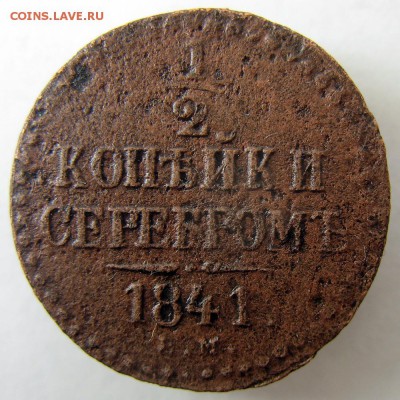 COINS.LAVE.RU
1
2
КОПѢЙКИ
СЕРЕБРОМЪ
1841.
.М.